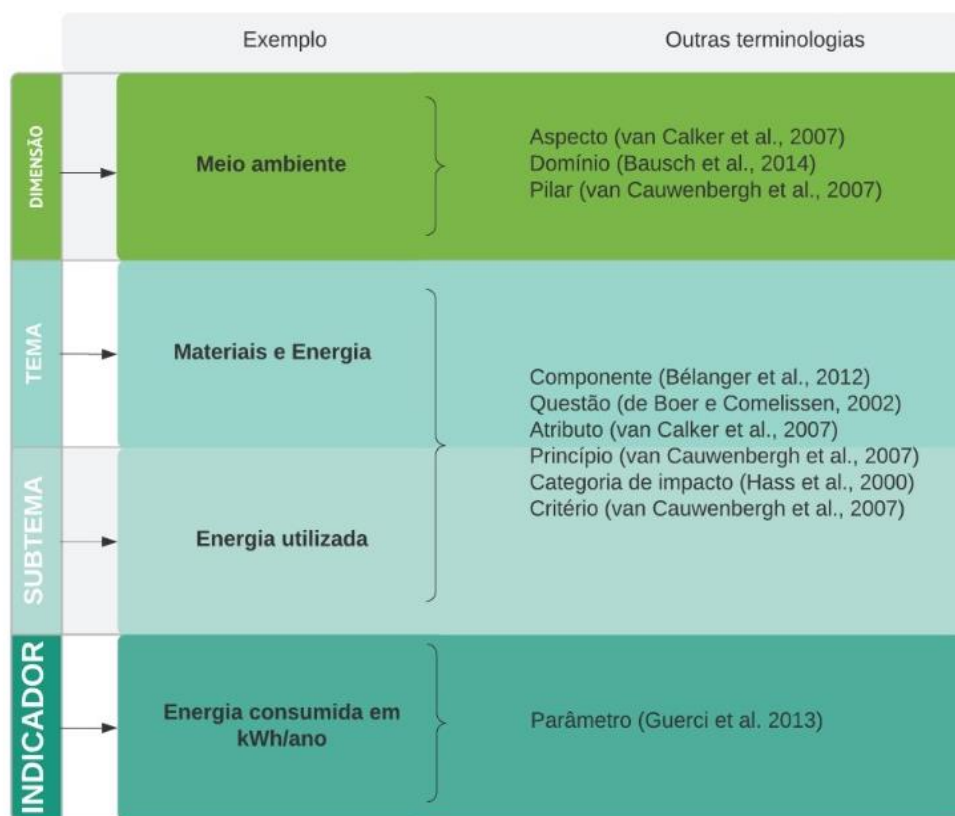 Exemplo
Outras terminologias
DIMENSÃO
Meio ambiente
Aspecto (van Calker et al., 2007)
Domínio (Bausch et al., 2014)
Pilar (van Cauwenbergh et al., 2007)
TEMA
Materiais e Energia
SUBTEMA
Energia utilizada
Componente (Bélanger et al., 2012)
Questão (de Boer e Comelissen, 2002)
Atributo (van Calker et al., 2007)
Princípio (van Cauwenbergh et al., 2007)
Categoria de impacto (Hass et al., 2000)
Critério (van Cauwenbergh et al., 2007)
INDICADOR
Energia consumida em
kWh/ano
Parâmetro (Guerci et al. 2013)